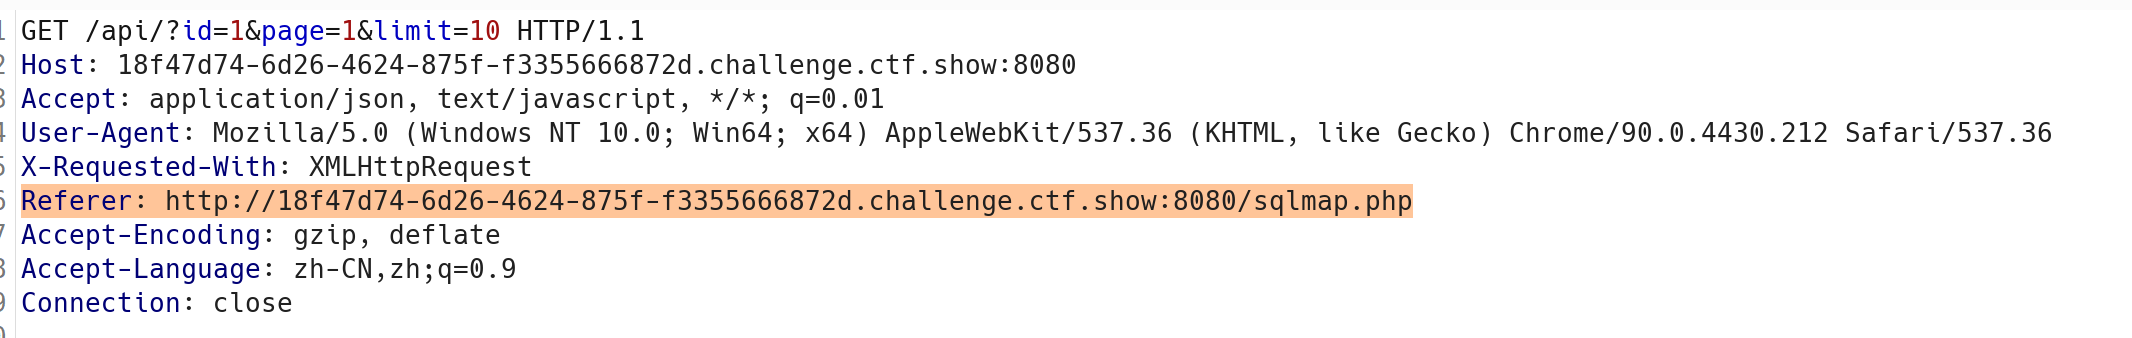 1 GET /api/?id=1&page=1&limit=10 HTTP/1.1
2 Host: 18f47d74-6d26-4624-875f-f3355666872d.challenge.ctf.show:8080
3 Accept: application/json, text/javascript, */*; q=0.01
4 User-Agent: Mozilla/5.0 (Windows NT 10.0; Win64; x64) AppleWebKit/537.36 (KHTML, like Gecko) Chrome/90.0.4430.212 Safari/537.36
5 X-Requested-With: XMLHttpRequest
6 Referer: http://18f47d74-6d26-4624-875f-f3355666872d.challenge.ctf.show:8080/sqlmap.php
7 Accept-Encoding: gzip, deflate
8 Accept-Language: zh-CN,zh;q=0.9
9 Connection: close